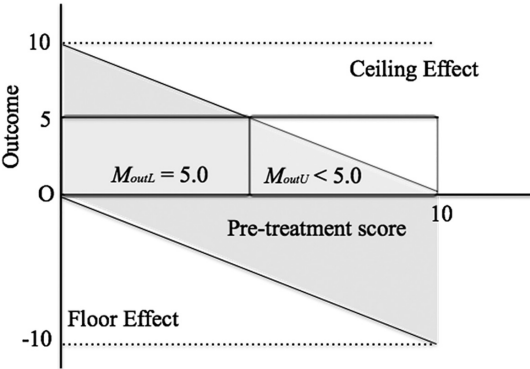 10
Ceiling Effect
Outcome
5
MoutL = 5.0
MoutU < 5.0
O
10
Pre-treatment score
Floor Effect
-10